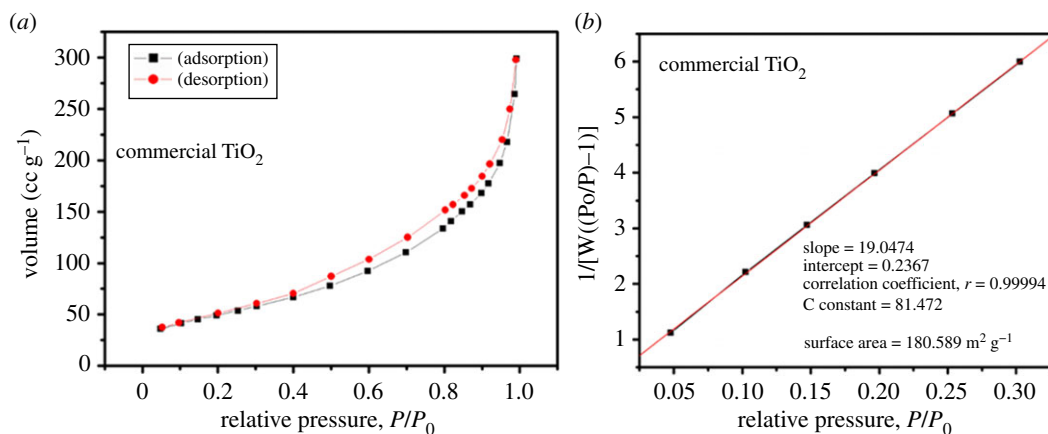 (a)
300
250
200
150
100
50
0
volume (cc g⁻¹)
(adsorption)
(desorption)
commercial TiO₂
0
0.2
0.4
0.6
0.8
1.0
relative pressure, P/P₀
(b)
6
5
4
3
2
1
1/[W((Po/P)–1)]
commercial TiO₂
slope = 19.0474
intercept = 0.2367
correlation coefficient, r = 0.99994
C constant = 81.472
surface area = 180.589 m² g⁻¹
0.05
0.10
0.15
0.20
0.25
0.30
relative pressure, P/P₀